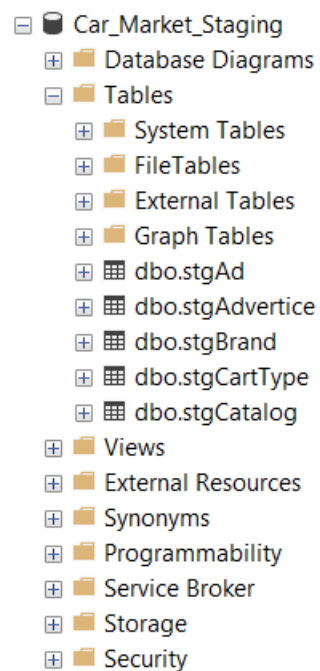 Car_Market_Staging
Database Diagrams
Tables
System Tables
FileTables
External Tables
Graph Tables
dbo.stgAd
dbo.stgAdvertice
dbo.stgBrand
dbo.stgCartType
dbo.stgCatalog
Views
External Resources
Synonyms
Programmability
Service Broker
Storage
Security